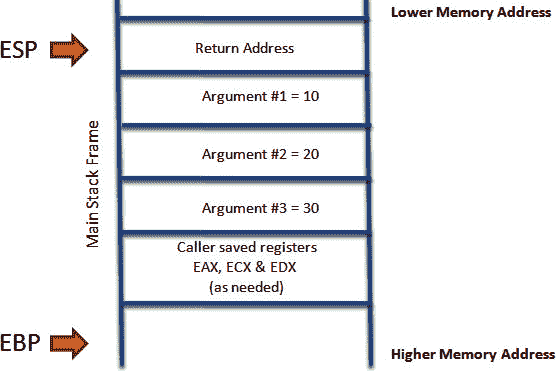 Lower Memory Address
ESP
Return Address
Argument #1 = 10
Main Stack Frame
Argument #2 = 20
Argument #3 = 30
Caller saved registers
EAX, ECX & EDX
(as needed)
EBP
Higher Memory Address